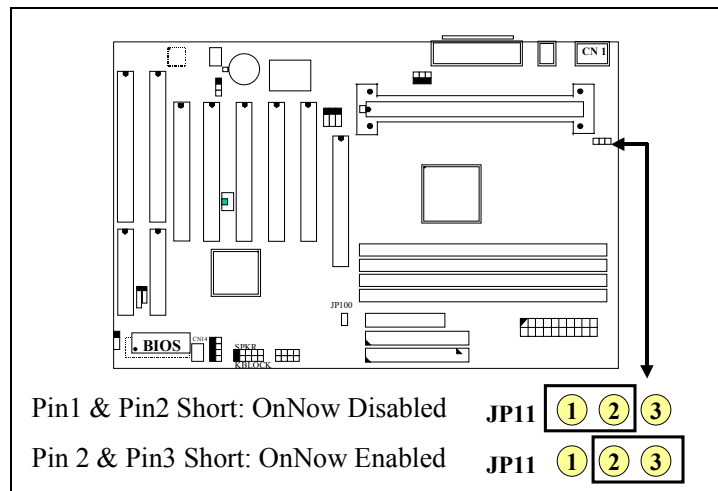 CN 1
JP100
BIOS
CN14
SPKR
KBLOCK
Pin1 & Pin2 Short: OnNow Disabled JP11 1 2 3
Pin 2 & Pin3 Short: OnNow Enabled JP11 1 2 3